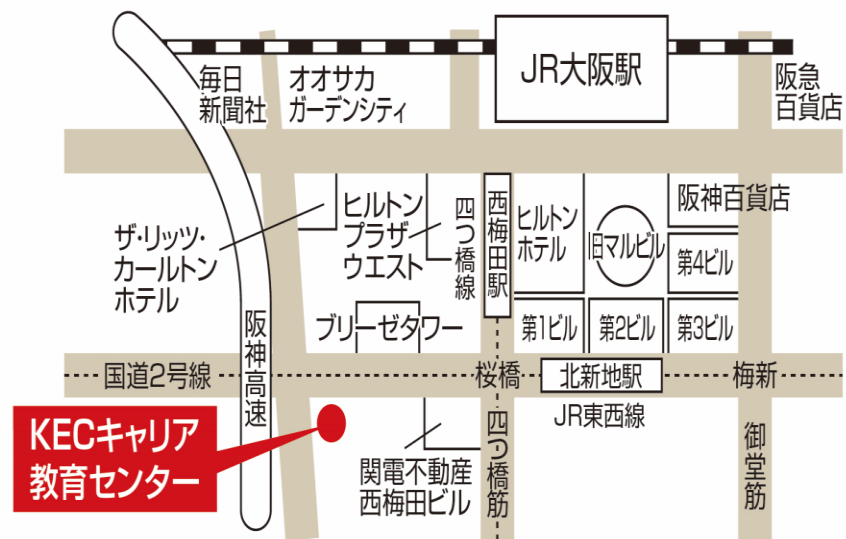 JR大阪駅
毎日
新聞社
オオサカ
ガーデンシティ
阪急
百貨店
ザ・リッツ・
カールトン
ホテル
ヒルトン
プラザ
ウエスト
四つ橋線
西梅田駅
ヒルトン
ホテル
旧マルビル
阪神百貨店
第4ビル
ブリーゼタワー
第1ビル
第2ビル
第3ビル
阪神高速
国道2号線
桜橋
北新地駅
梅新
JR東西線
KECキャリア
教育センター
関電不動産
西梅田ビル
四つ橋筋
御堂筋